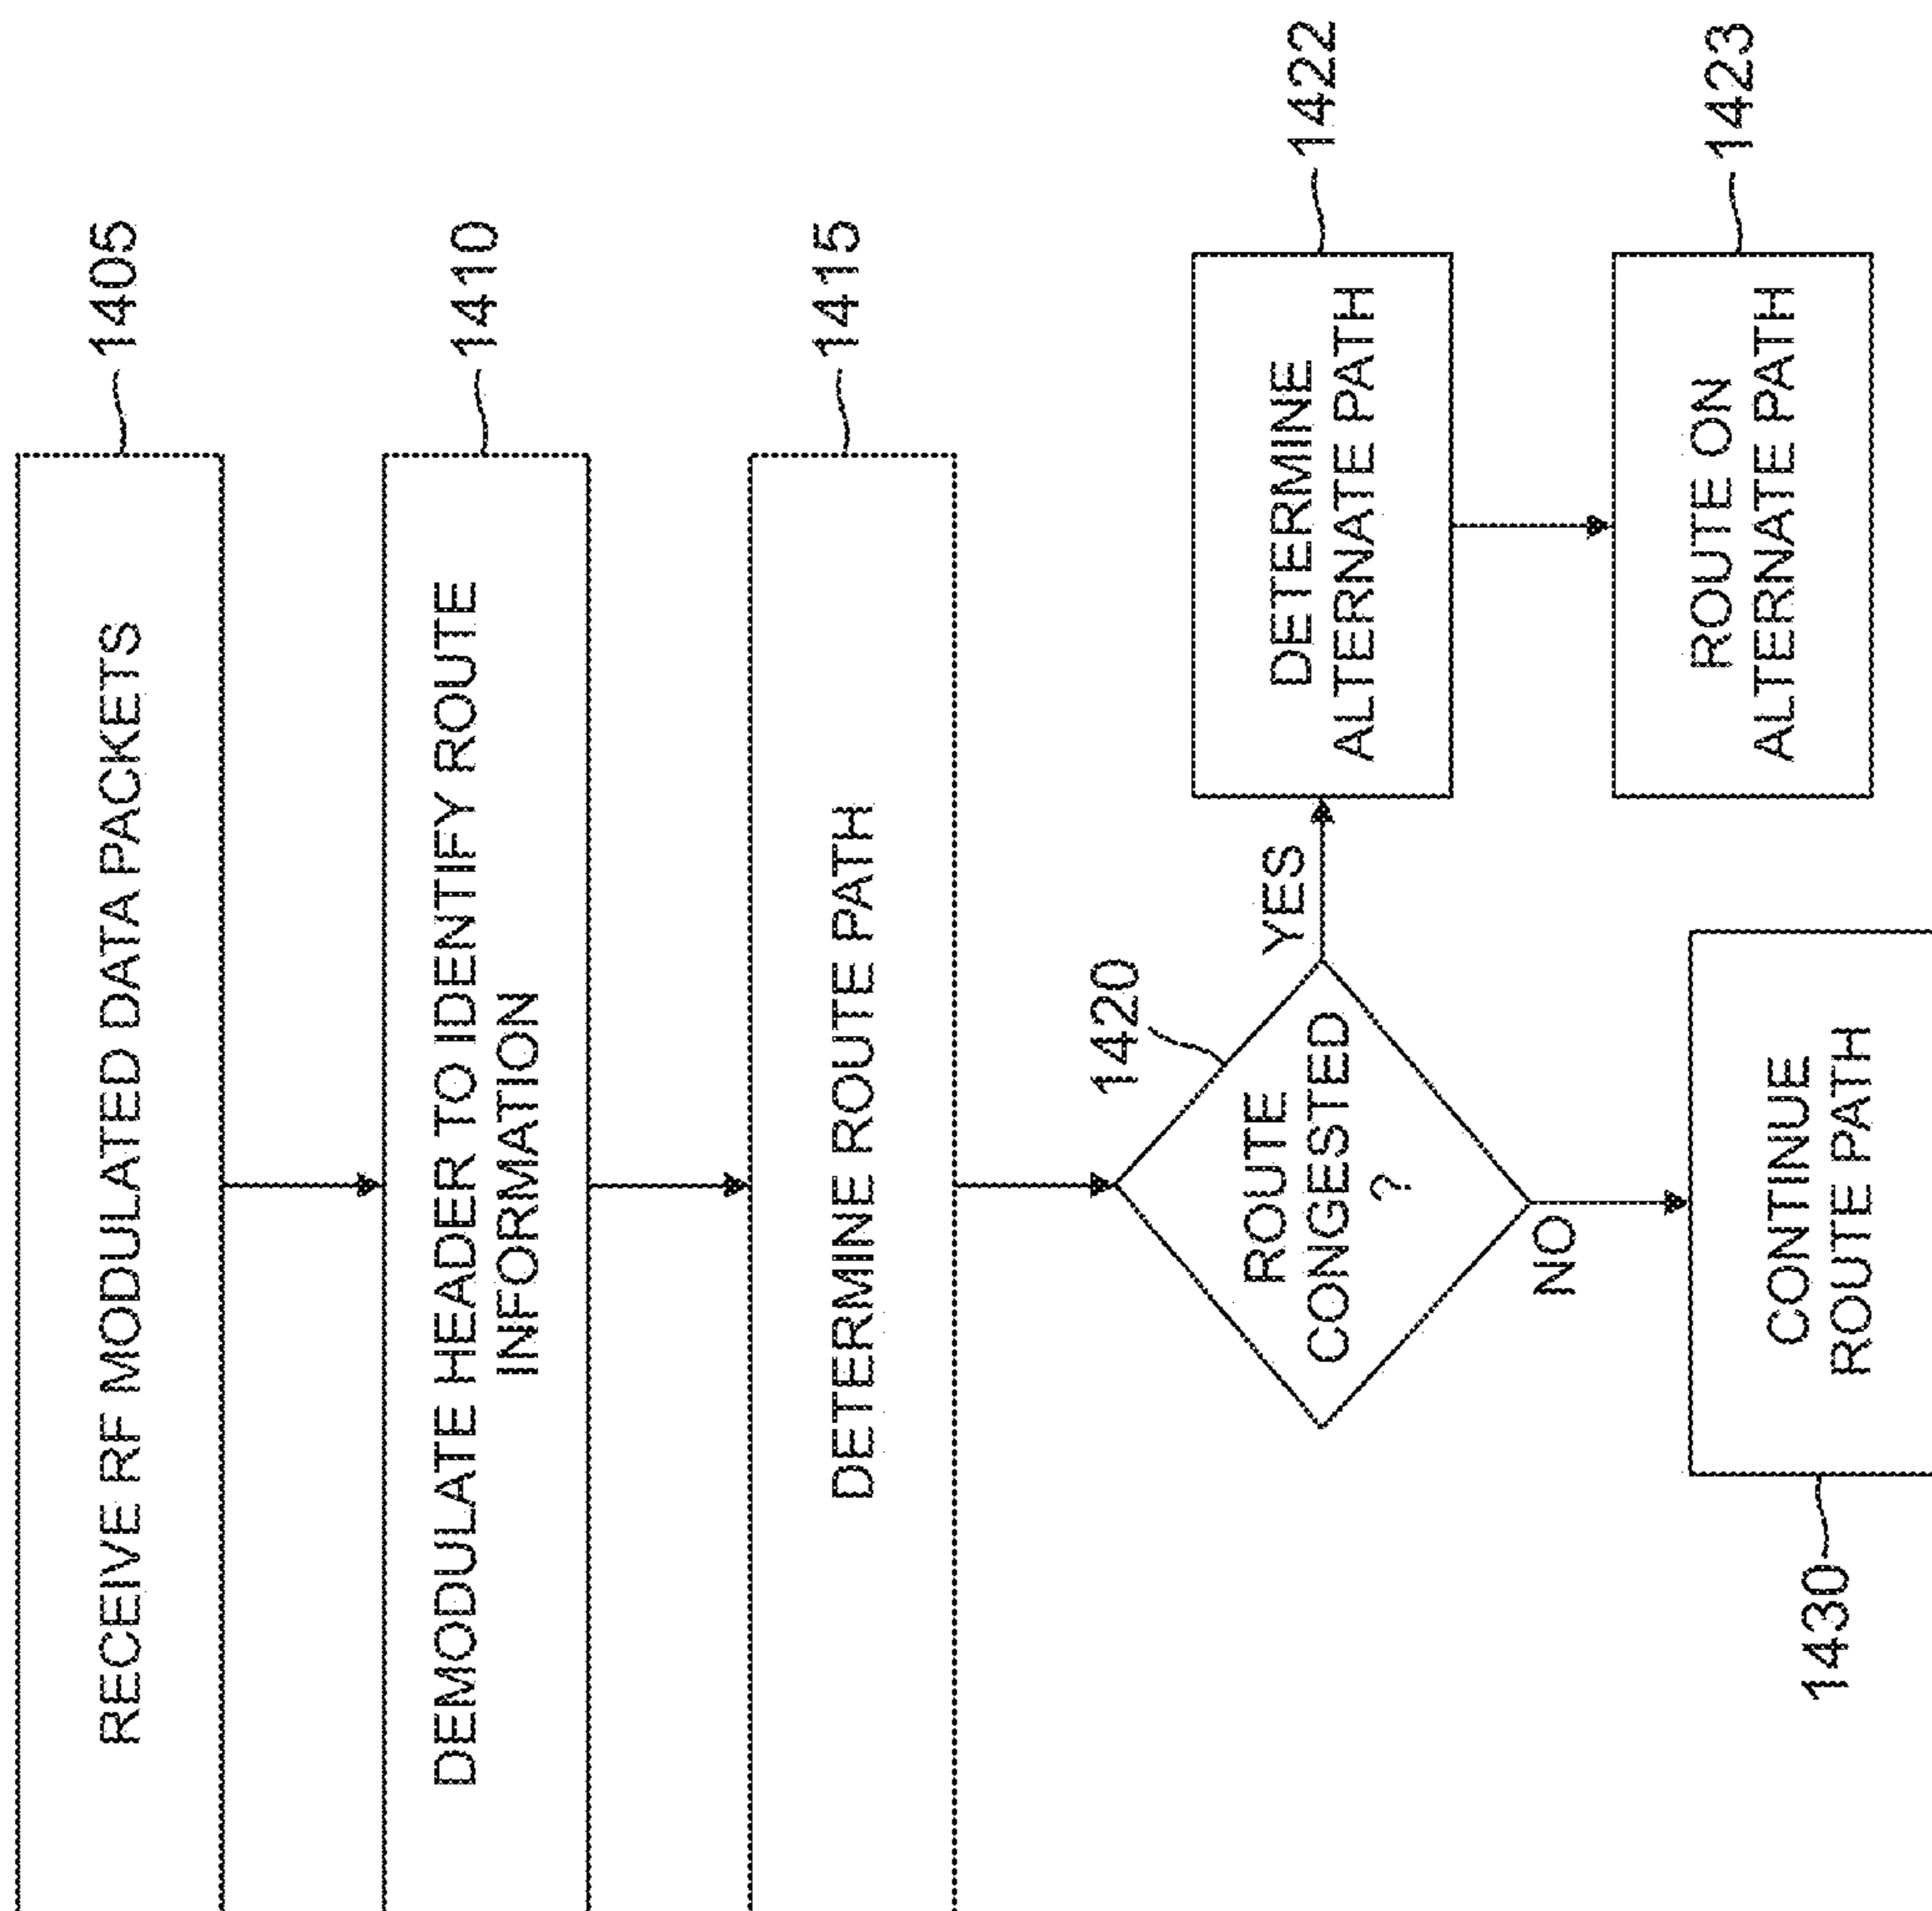 RECEIVE RF MODULATED DATA PACKETS
1405
DEMODULATE HEADER TO IDENTIFY ROUTE
INFORMATION
1410
DETERMINE ROUTE PATH
1415
1420
ROUTE
CONGESTED
?
YES
DETERMINE
ALTERNATE PATH
1422
ROUTE ON
ALTERNATE PATH
1423
NO
CONTINUE
ROUTE PATH
1430